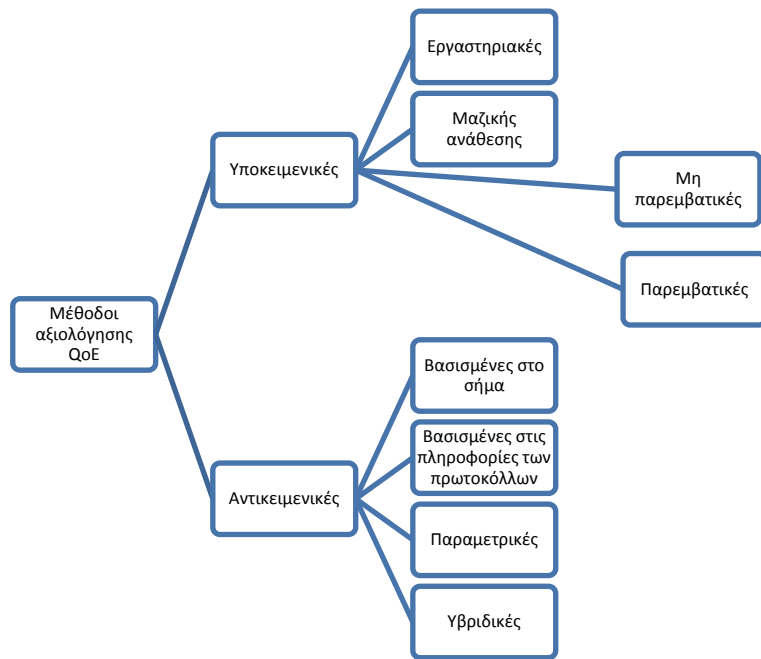 Μέθοδοι
αξιολόγησης
QoE
Υποκειμενικές
Εργαστηριακές
Μαζικής
ανάθεσης
Μη
παρεμβατικές
Παρεμβατικές
Αντικειμενικές
Βασισμένες στο
σήμα
Βασισμένες στις
πληροφορίες των
πρωτοκόλλων
Παραμετρικές
Υβριδικές